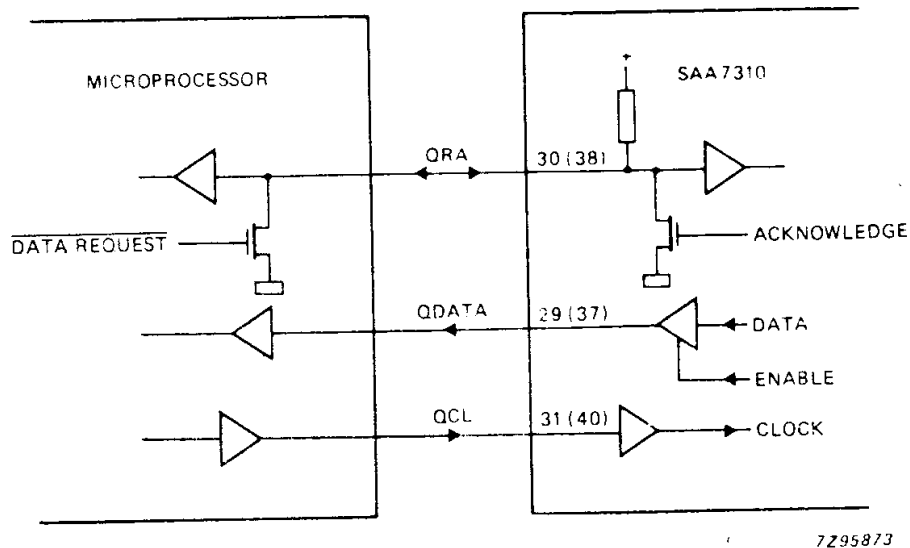 MICROPROCESSOR
SAA7310
+
QRA
30 (38)
DATA REQUEST
ACKNOWLEDGE
QDATA
29 (37)
DATA
ENABLE
QCL
31 (40)
CLOCK
7Z95873